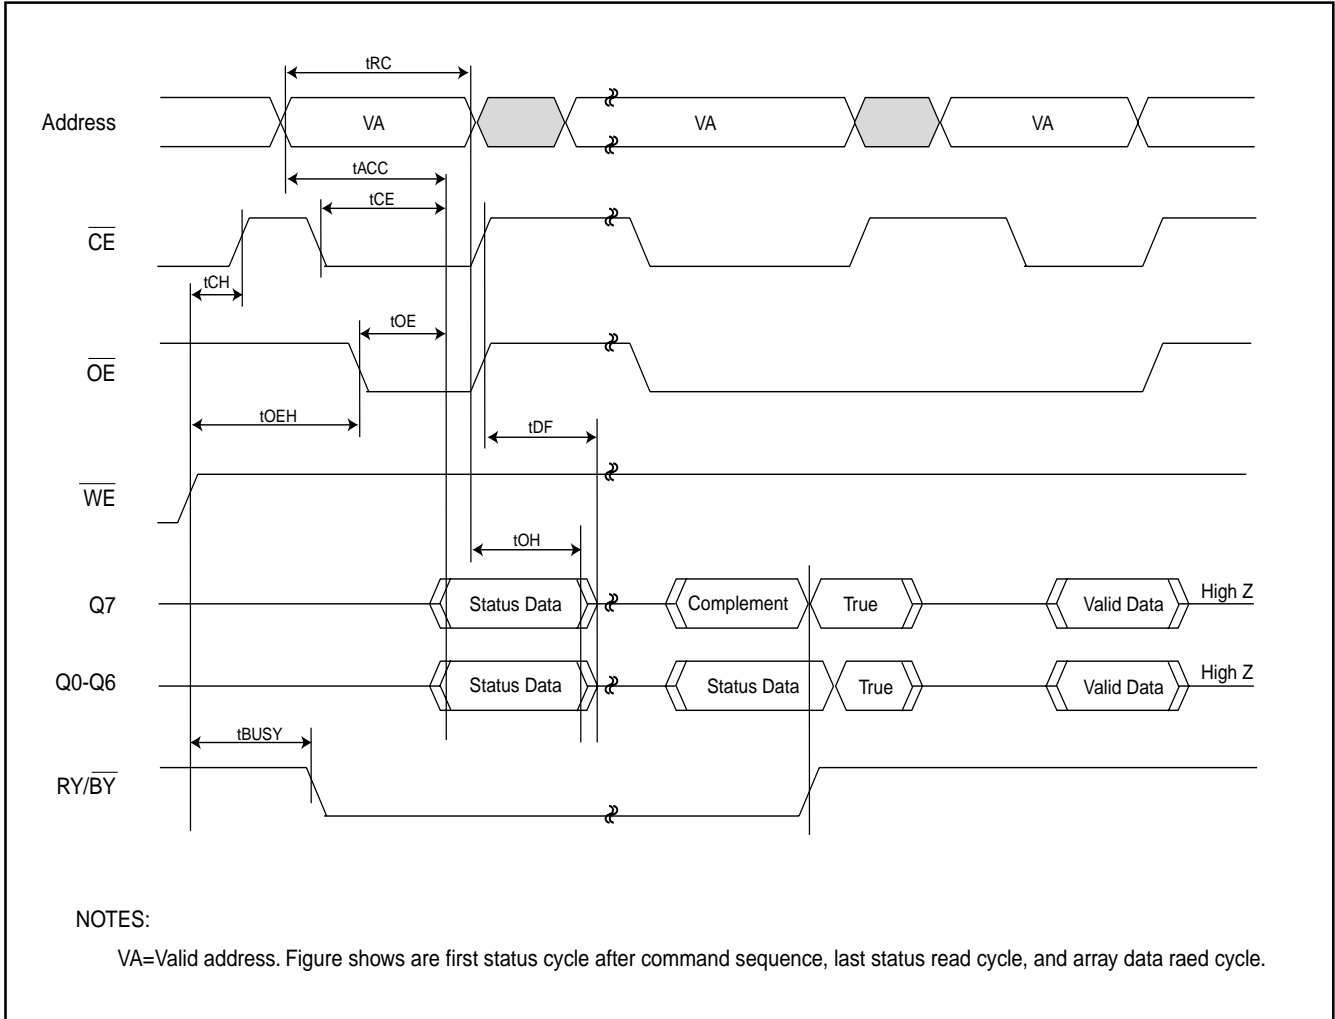 tRC
Address VA VA VA
tACC
tCE
CE
tCH
tOE
OE
tOEH
tDF
WE
tOH
Q7 Status Data Complement True Valid Data High Z
Q0-Q6 Status Data Status Data True Valid Data High Z
tBUSY
RY/BY
NOTES:
VA=Valid address. Figure shows are first status cycle after command sequence, last status read cycle, and array data raed cycle.